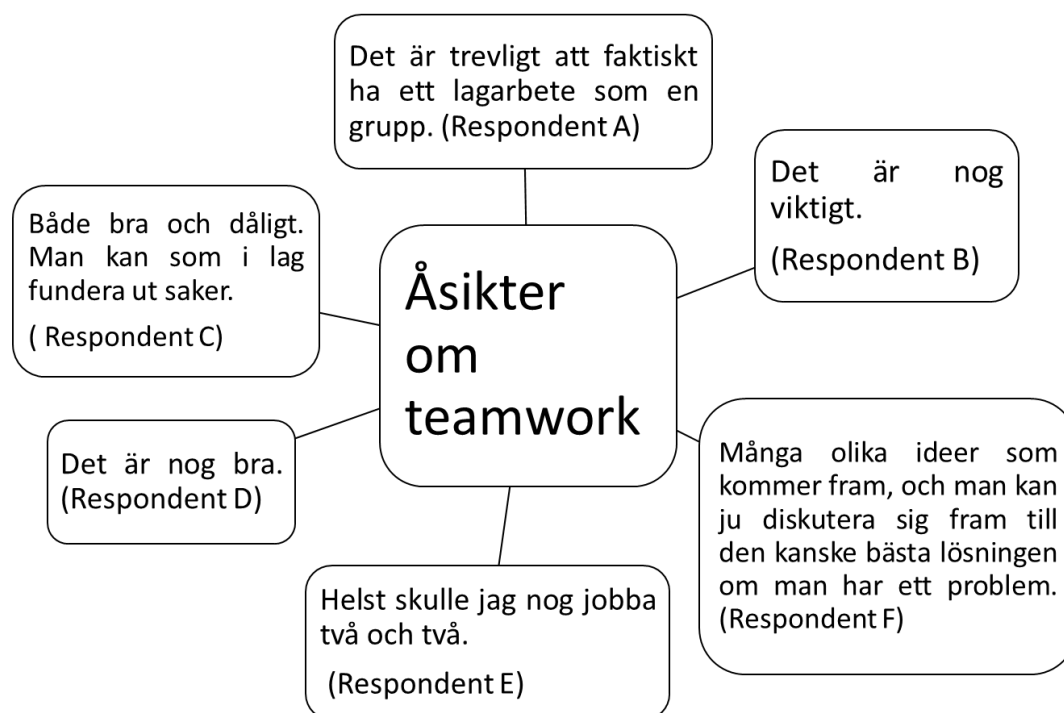 Det är trevligt att faktiskt
ha ett lagarbete som en
grupp. (Respondent A)
Det är nog
viktigt.
(Respondent B)
Både bra och dåligt.
Man kan som i lag
fundera ut saker.
( Respondent C)
Åsikter
om
teamwork
Det är nog bra.
(Respondent D)
Många olika ideer som
kommer fram, och man kan
ju diskutera sig fram till
den kanske bästa lösningen
om man har ett problem.
(Respondent F)
Helst skulle jag nog jobba
två och två.
(Respondent E)